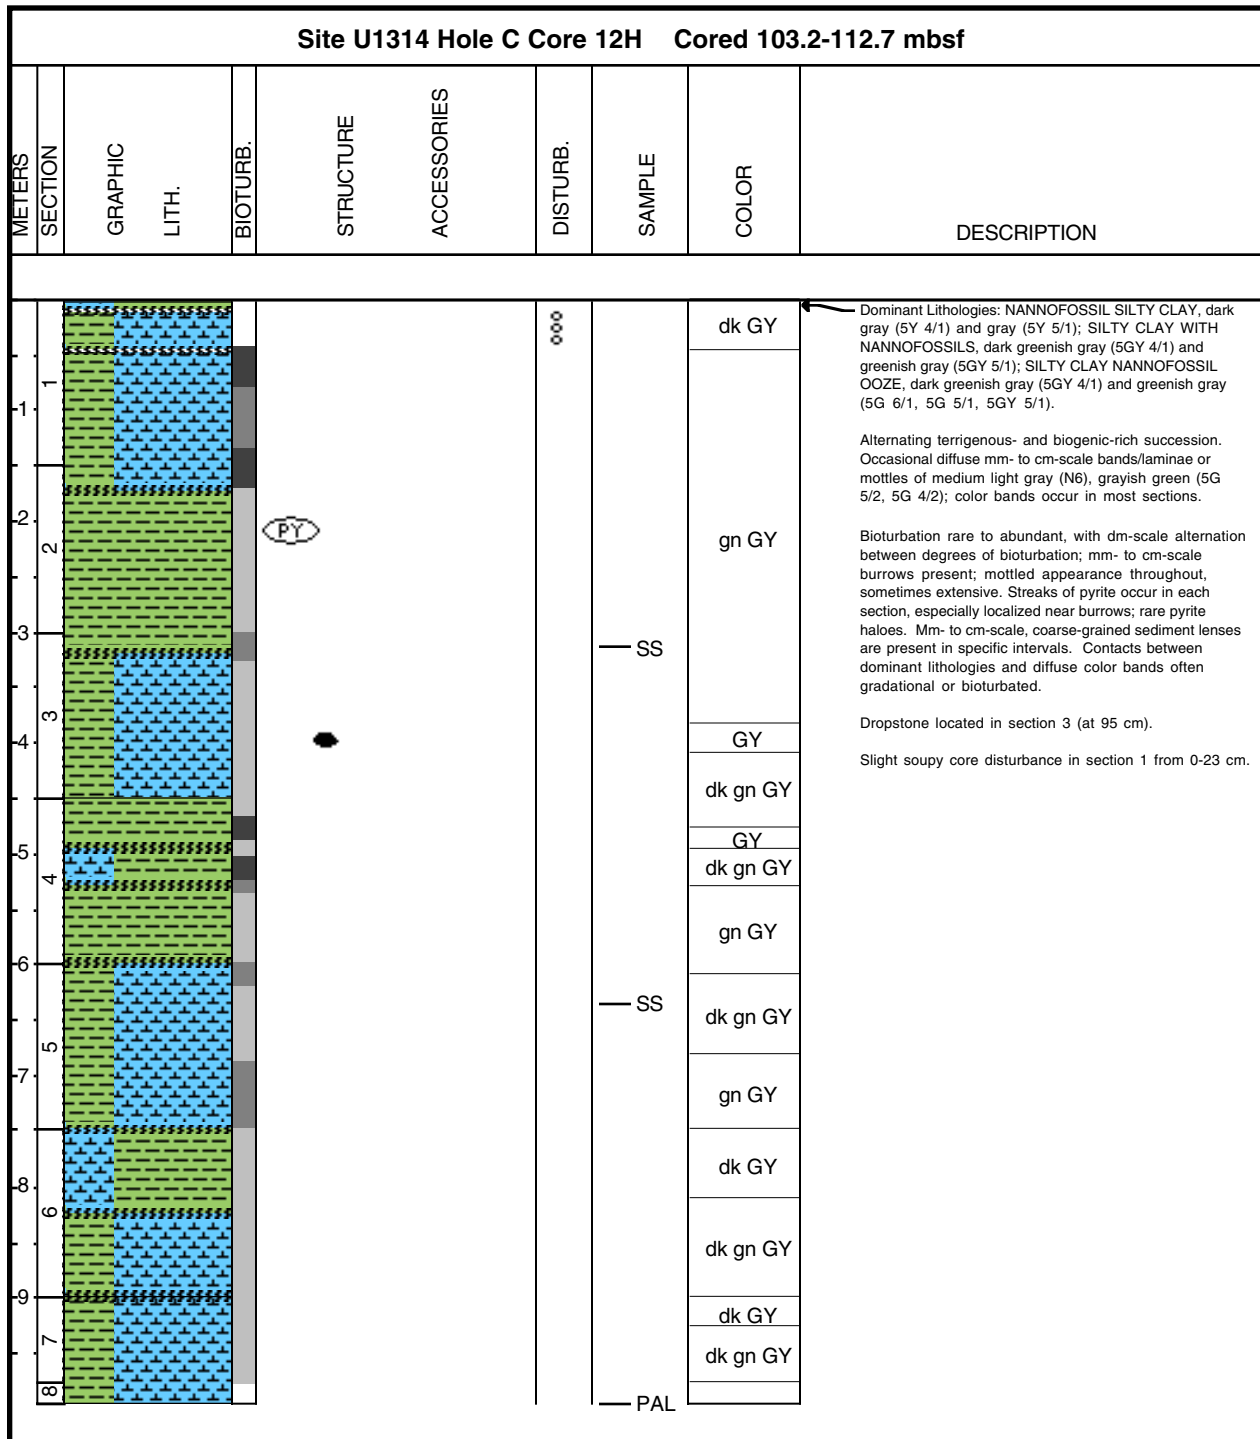 Site U1314 Hole C Core 12H Cored 103.2-112.7 mbsf
METERS
SECTION
GRAPHIC
LITH.
BIOTURB.
STRUCTURE
ACCESSORIES
DISTURB.
SAMPLE
COLOR
DESCRIPTION
1
2
3
4
5
6
7
8
9
1
2
3
4
5
6
7
8
PY
SS
SS
PAL
dk GY
gn GY
GY
dk gn GY
GY
dk gn GY
gn GY
dk gn GY
gn GY
dk GY
dk gn GY
dk GY
dk gn GY
Dominant Lithologies: NANNOFOSSIL SILTY CLAY, dark
gray (5Y 4/1) and gray (5Y 5/1); SILTY CLAY WITH
NANNOFOSSILS, dark greenish gray (5GY 4/1) and
greenish gray (5GY 5/1); SILTY CLAY NANNOFOSSIL
OOZE, dark greenish gray (5GY 4/1) and greenish gray
(5G 6/1, 5G 5/1, 5GY 5/1).
Alternating terrigenous- and biogenic-rich succession.
Occasional diffuse mm- to cm-scale bands/laminae or
mottles of medium light gray (N6), grayish green (5G
5/2, 5G 4/2); color bands occur in most sections.
Bioturbation rare to abundant, with dm-scale alternation
between degrees of bioturbation; mm- to cm-scale
burrows present; mottled appearance throughout,
sometimes extensive. Streaks of pyrite occur in each
section, especially localized near burrows; rare pyrite
haloes. Mm- to cm-scale, coarse-grained sediment lenses
are present in specific intervals. Contacts between
dominant lithologies and diffuse color bands often
gradational or bioturbated.
Dropstone located in section 3 (at 95 cm).
Slight soupy core disturbance in section 1 from 0-23 cm.